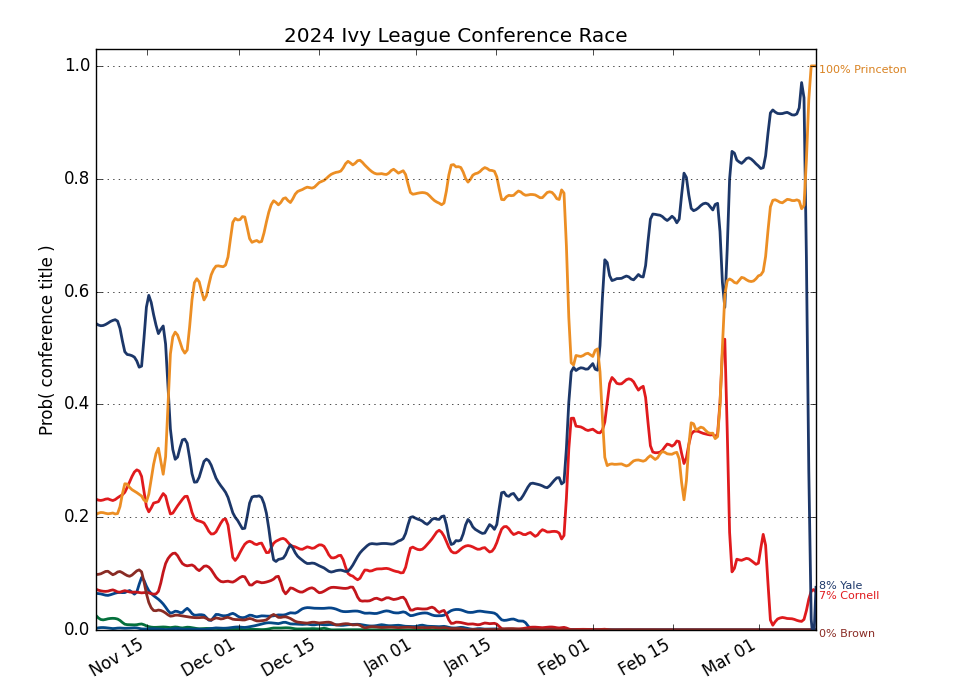 2024 Ivy League Conference Race
Prob( conference title )
1.0
0.8
0.6
0.4
0.2
0.0
100% Princeton
8% Yale
7% Cornell
0% Brown
Nov 15
Dec 01
Dec 15
Jan 01
Jan 15
Feb 01
Feb 15
Mar 01